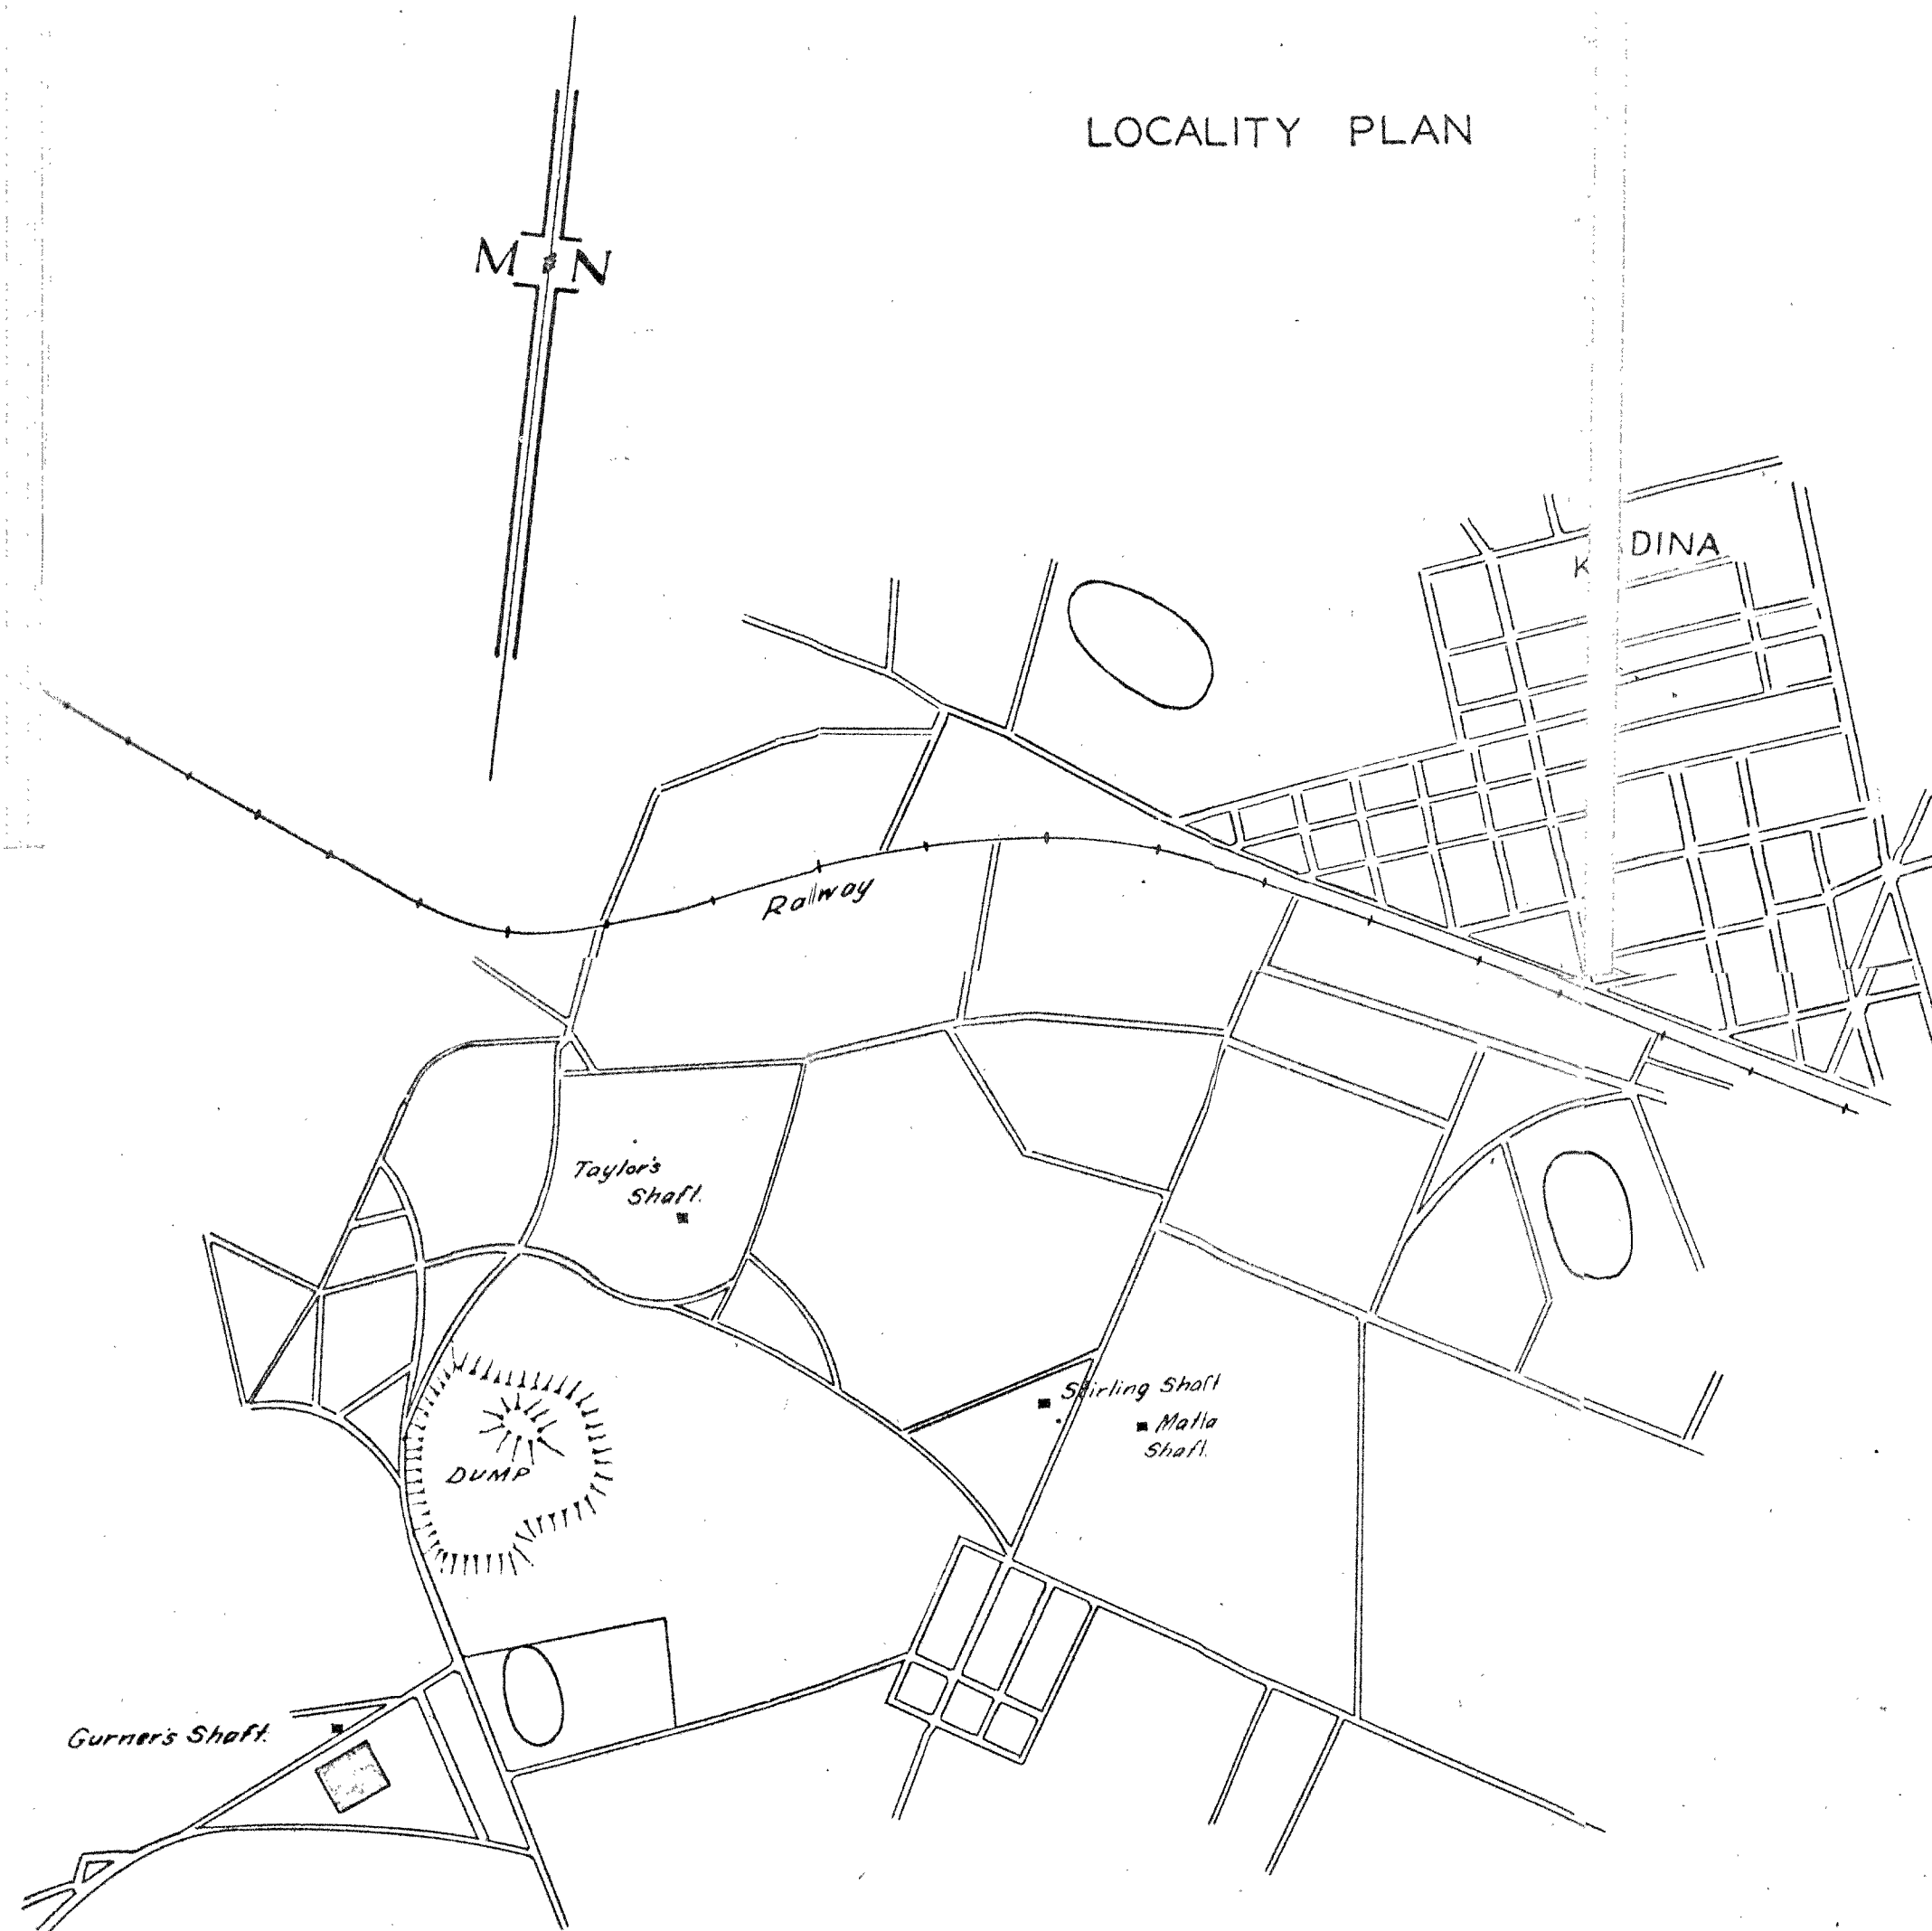 LOCALITY PLAN
M N
K DINA
Railway
Taylor's
Shaft.
Stirling Shaft
Matta
Shaft.
DUMP
Gurner's Shaft.